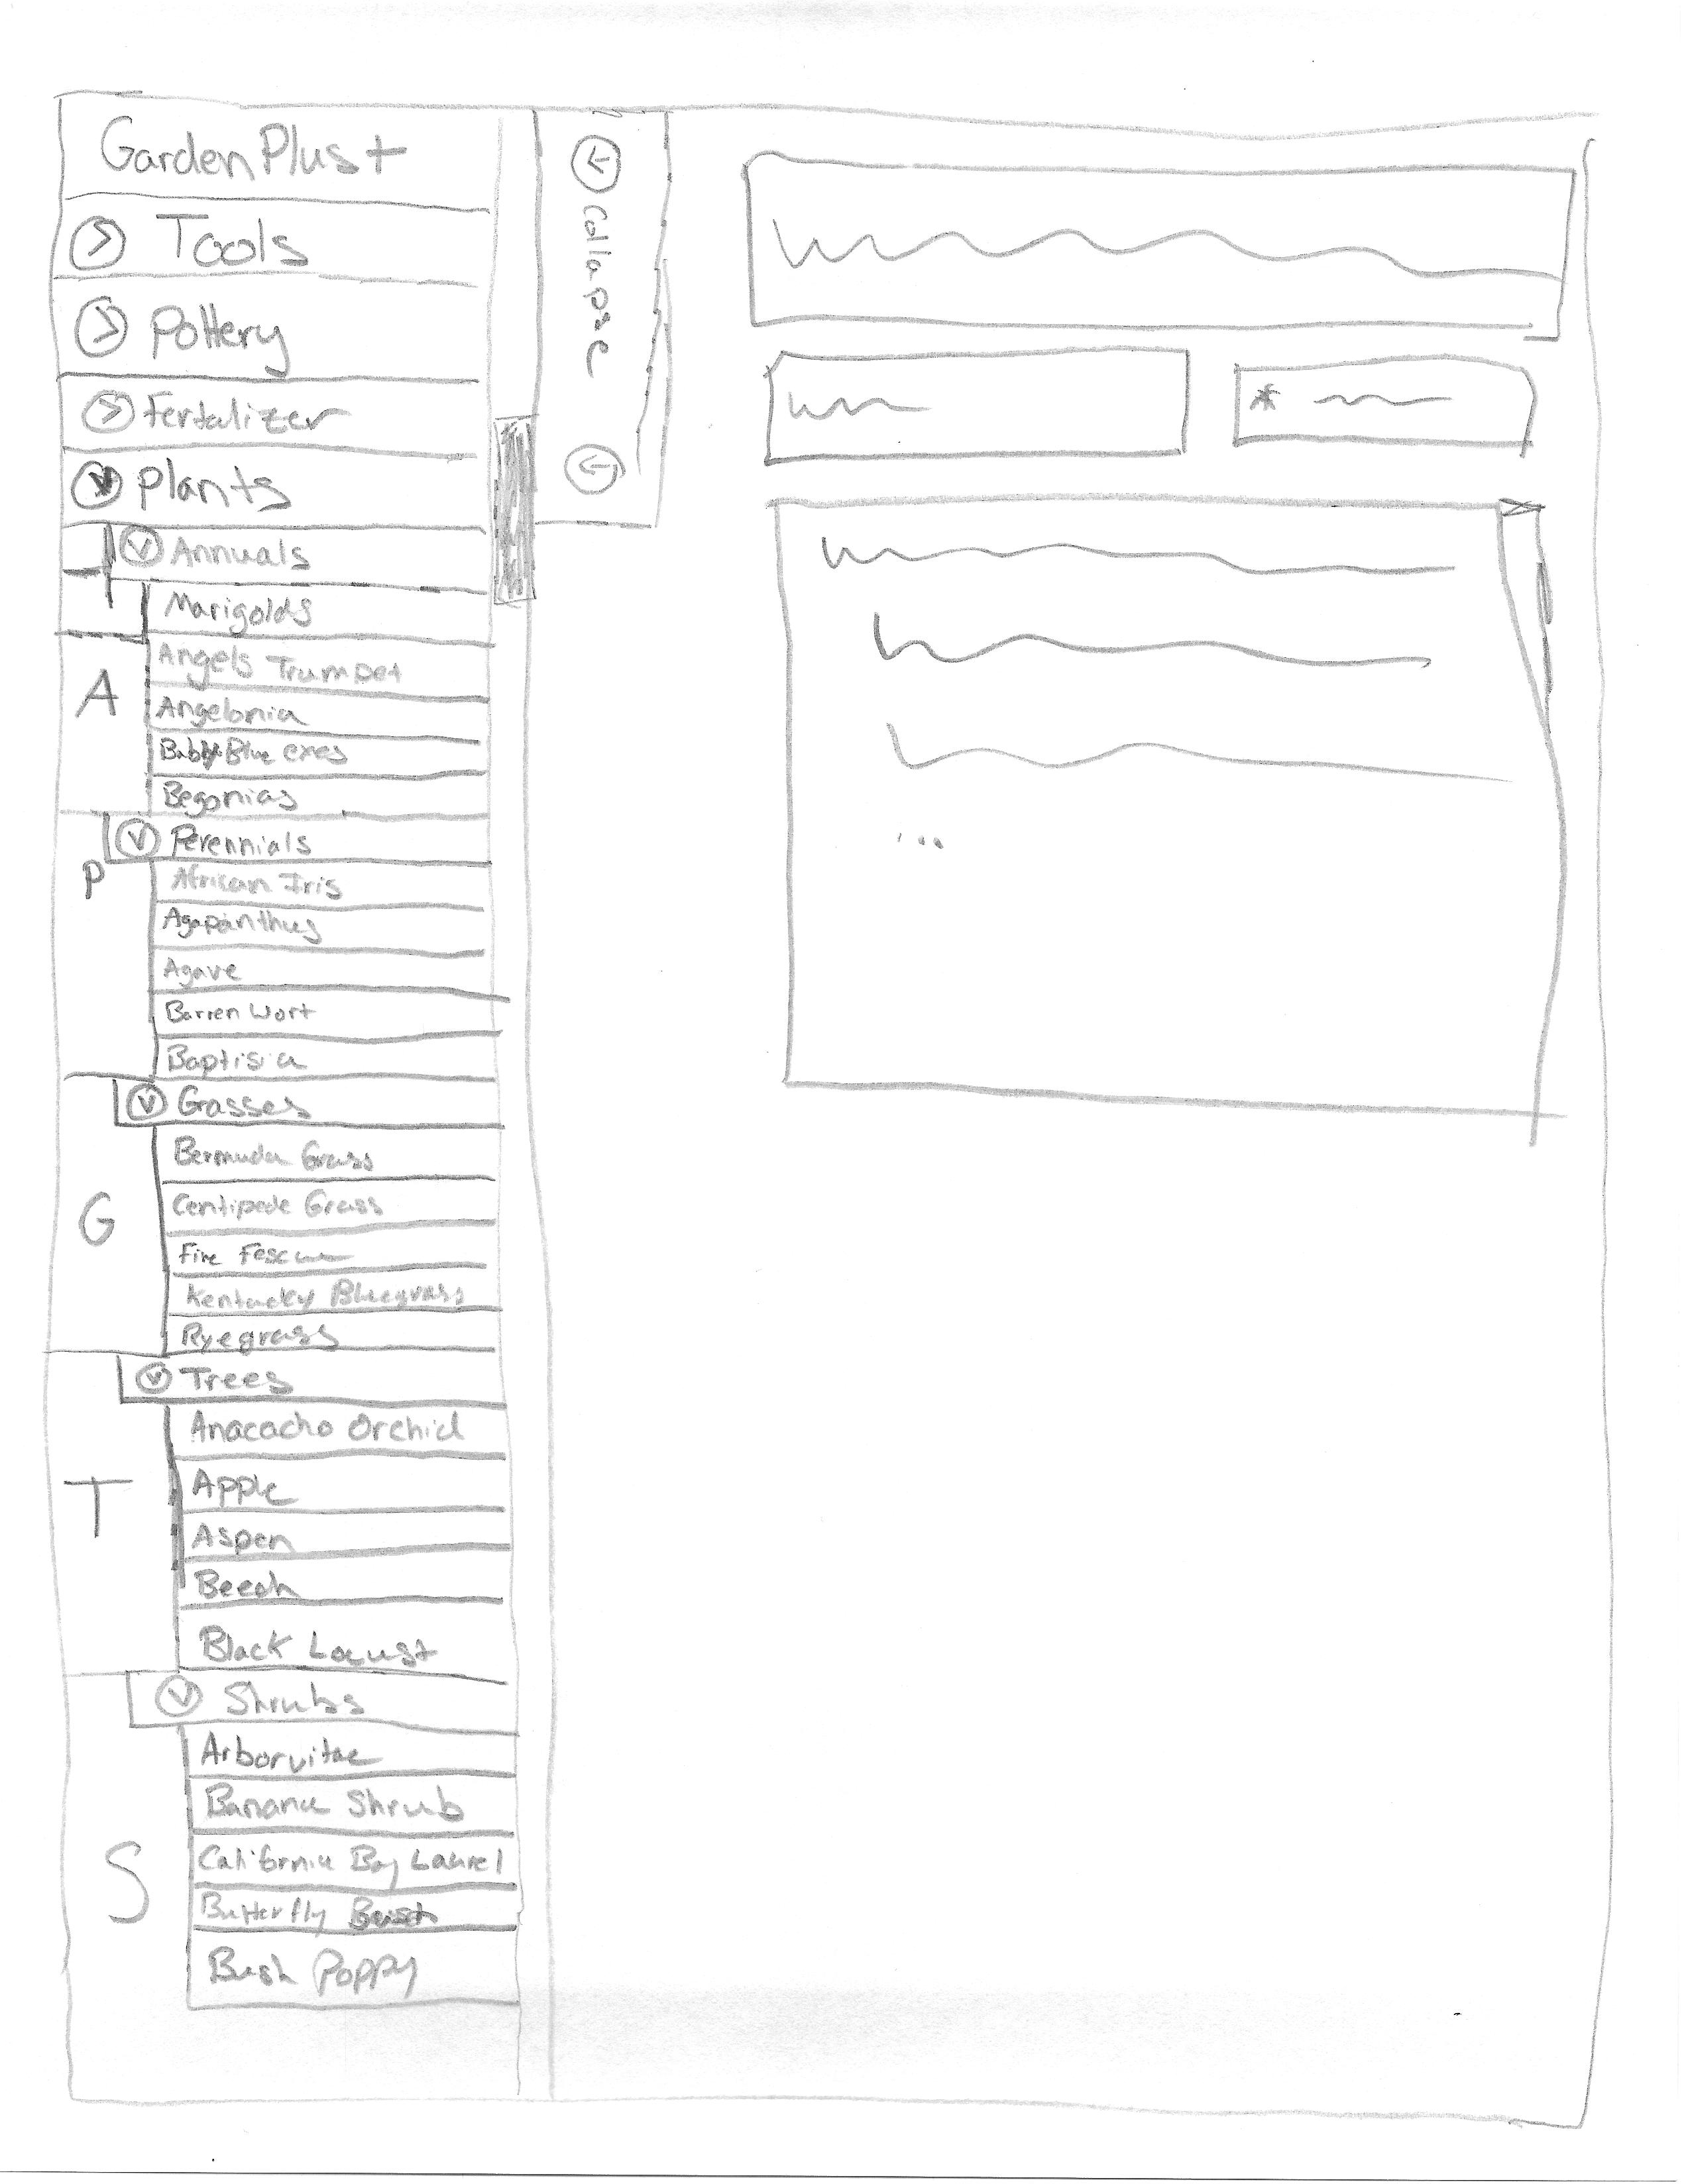 GardenPlus+
Tools
Pottery
Fertalizer
Plants
Annuals
Marigolds
A
Angels Trumpet
Angelonia
Baby Blue eyes
Begonias
Perennials
P
African Iris
Agapanthus
Agave
Barren Wort
Baptisia
Gasses
Bermuda Grass
Centipede Grass
G
Fine Fescue
Kentucky Bluegrass
Ryegrass
Trees
Anacacho Orchid
Apple
T
Aspen
Beech
Black Locust
Shrubs
Arborvitae
Banana Shrub
California Bay Laurel
S
Butterfly
Bush Poppy
Collapse